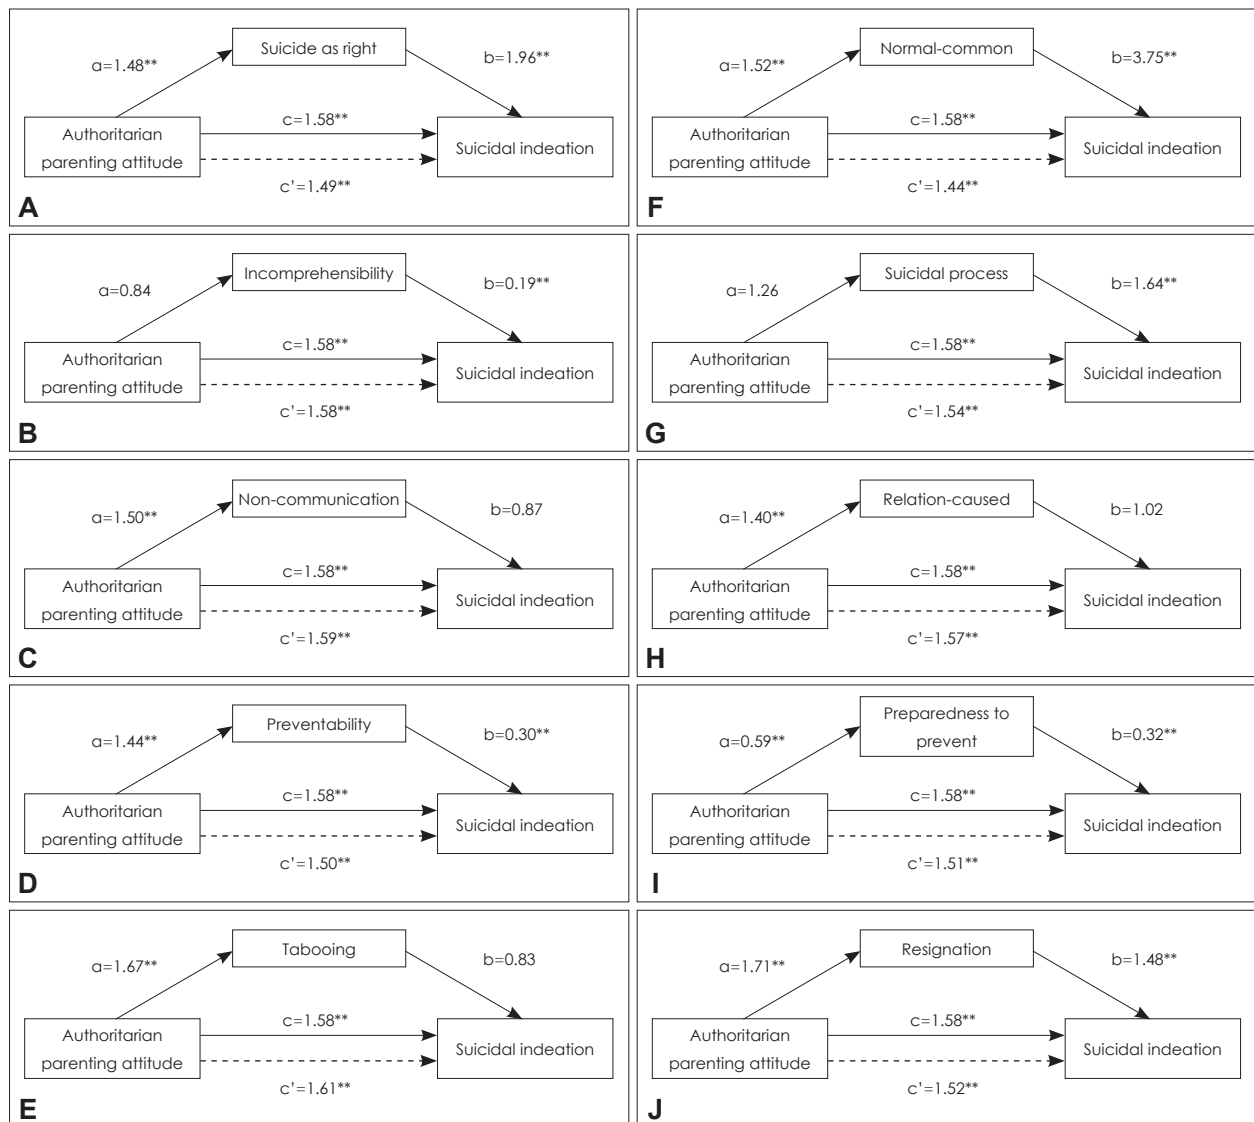 Suicide as right
a=1.48**
b=1.96**
Authoritarian
parenting attitude
c=1.58**
Suicidal indeation
c’=1.49**
A
Incomprehensibility
a=0.84
b=0.19**
Authoritarian
parenting attitude
c=1.58**
Suicidal indeation
c’=1.58**
B
Non-communication
a=1.50**
b=0.87
Authoritarian
parenting attitude
c=1.58**
Suicidal indeation
c’=1.59**
C
Preventability
a=1.44**
b=0.30**
Authoritarian
parenting attitude
c=1.58**
Suicidal indeation
c’=1.50**
D
Tabooing
a=1.67**
b=0.83
Authoritarian
parenting attitude
c=1.58**
Suicidal indeation
c’=1.61**
E
Normal-common
a=1.52**
b=3.75**
Authoritarian
parenting attitude
c=1.58**
Suicidal indeation
c’=1.44**
F
Suicidal process
a=1.26
b=1.64**
Authoritarian
parenting attitude
c=1.58**
Suicidal indeation
c’=1.54**
G
Relation-caused
a=1.40**
b=1.02
Authoritarian
parenting attitude
c=1.58**
Suicidal indeation
c’=1.57**
H
Preparedness to
prevent
a=0.59**
b=0.32**
Authoritarian
parenting attitude
c=1.58**
Suicidal indeation
c’=1.51**
I
Resignation
a=1.71**
b=1.48**
Authoritarian
parenting attitude
c=1.58**
Suicidal indeation
c’=1.52**
J